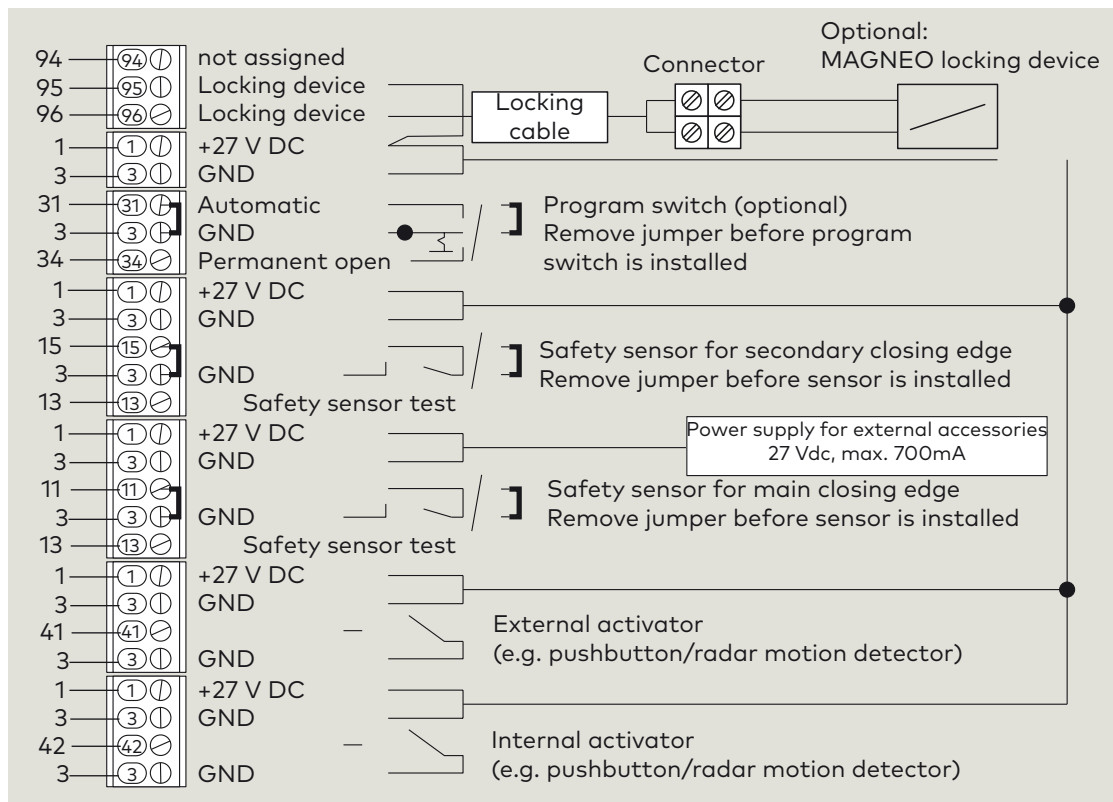 Optional:
MAGNEO locking device
Connector
94 94 not assigned
95 95 Locking device
96 96 Locking device
Locking
cable
1 1 +27 V DC
3 3 GND
31 31 Automatic
3 3 GND
34 34 Permanent open
Program switch (optional)
Remove jumper before program
switch is installed
1 1 +27 V DC
3 3 GND
15 15
3 3 GND
13 13 Safety sensor test
Safety sensor for secondary closing edge
Remove jumper before sensor is installed
1 1 +27 V DC
3 3 GND
Power supply for external accessories
27 Vdc, max. 700mA
11 11
3 3 GND
13 13 Safety sensor test
Safety sensor for main closing edge
Remove jumper before sensor is installed
1 1 +27 V DC
3 3 GND
41 41
3 3 GND
External activator
(e.g. pushbutton/radar motion detector)
1 1 +27 V DC
3 3 GND
42 42
3 3 GND
Internal activator
(e.g. pushbutton/radar motion detector)